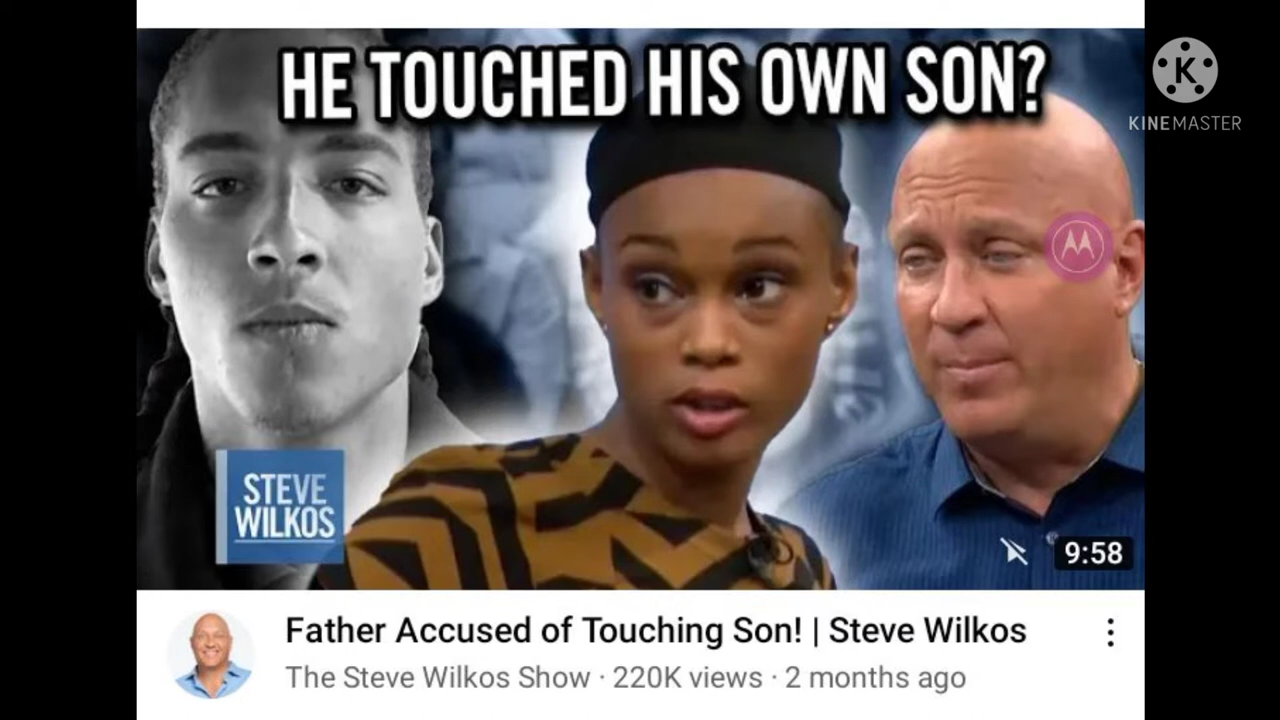 HE TOUCHED HIS OWN SON?
K
KINEMASTER
STEVE
WILKOS
9:58
Father Accused of Touching Son! | Steve Wilkos
The Steve Wilkos Show · 220K views · 2 months ago